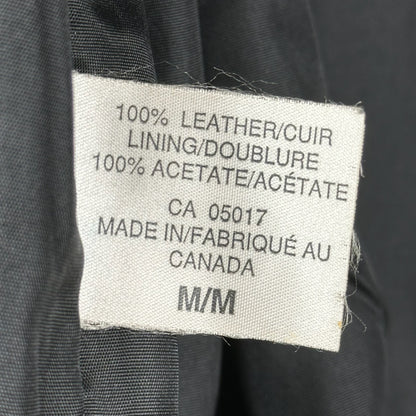 100% LEATHER/CUIR
LINING/DOUBLURE
100% ACETATE/ACÉTATE
CA 05017
MADE IN/FABRIQUÉ AU
CANADA
M/M